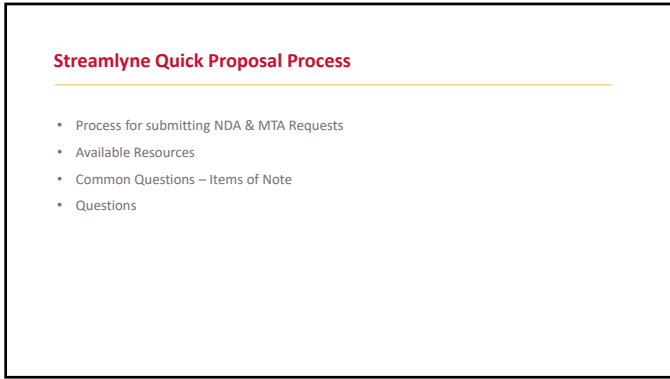 Streamlyne Quick Proposal Process
• Process for submitting NDA & MTA Requests
• Available Resources
• Common Questions – Items of Note
• Questions